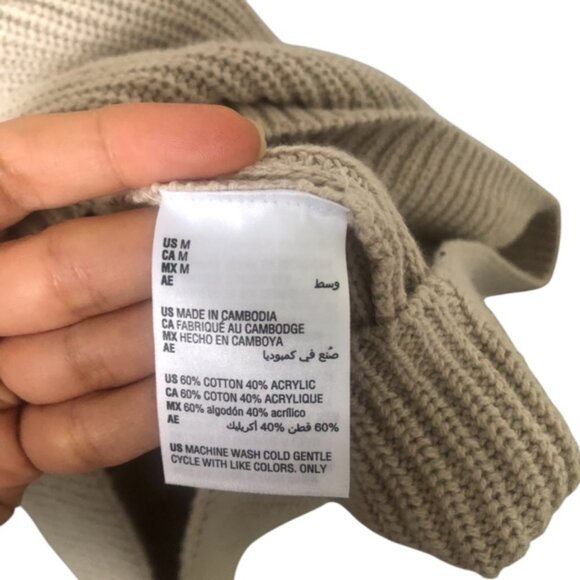 US M
CA M
MX M
AE وسط
US MADE IN CAMBODIA
CA FABRIQUÉ AU CAMBODGE
MX HECHO EN CAMBOYA
AE صُنع في كمبوديا
US 60% COTTON 40% ACRYLIC
CA 60% COTON 40% ACRYLIQUE
MX 60% algodón 40% acrílico
AE 60% قطن 40% أكريليك
US MACHINE WASH COLD GENTLE
CYCLE WITH LIKE COLORS. ONLY